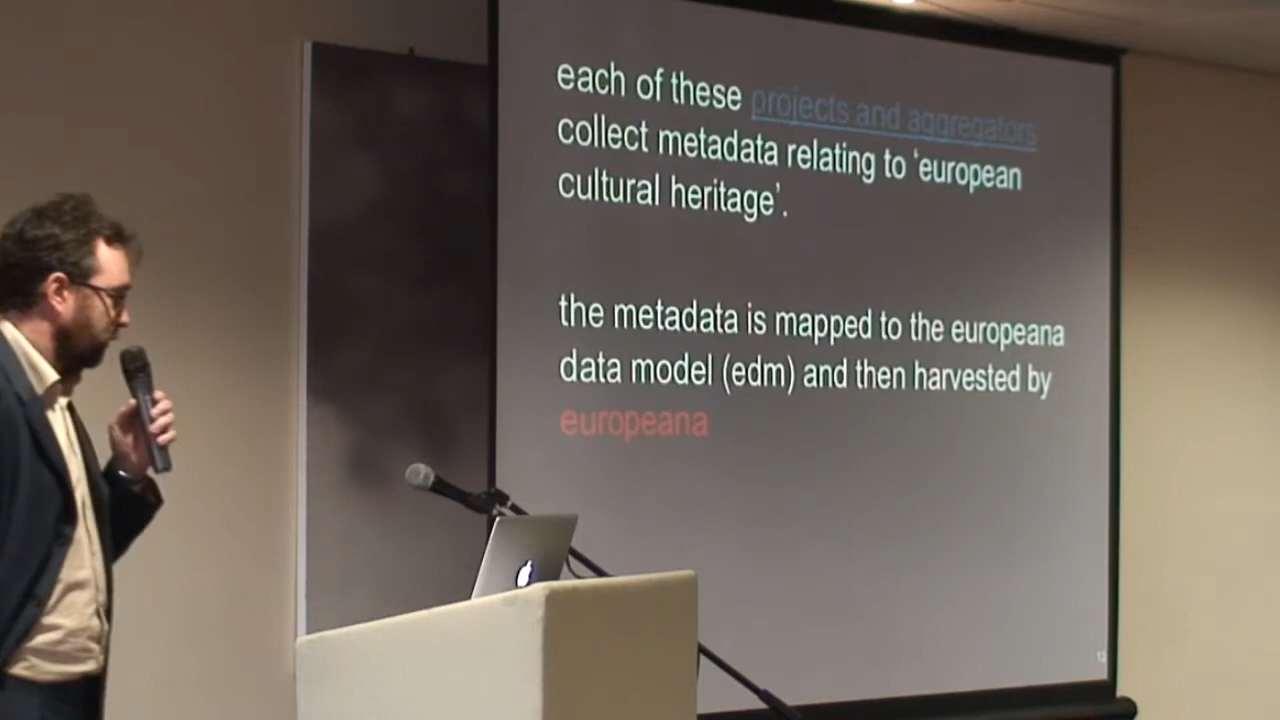 each of these projects and aggregators
collect metadata relating to ‘european
cultural heritage’.
the metadata is mapped to the europeana
data model (edm) and then harvested by
europeana